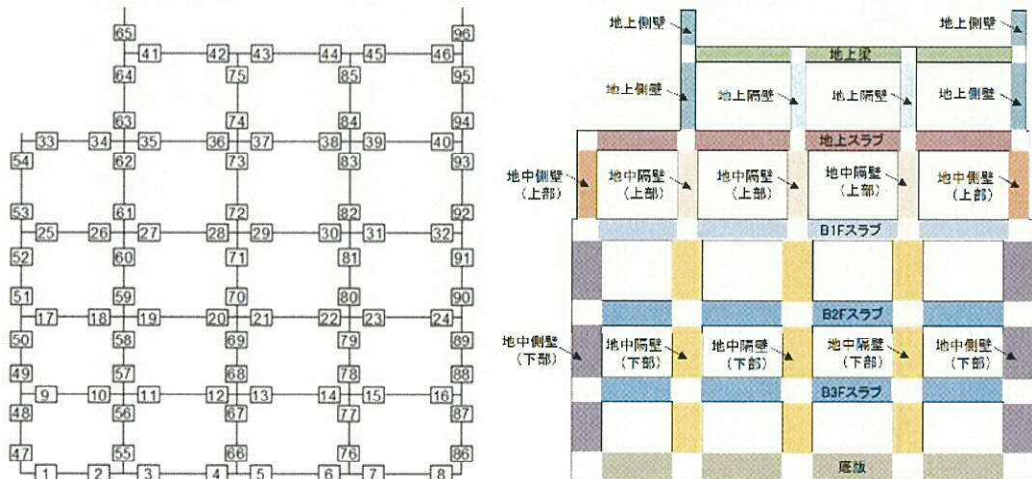 65 96
41 42 43 44 45 46
64 75 85 95
63 74 84 94
33 34 35 36 37 38 39 40
54 62 73 83 93
53 61 72 82 92
25 26 27 28 29 30 31 32
52 60 71 81 91
51 59 70 80 90
17 18 19 20 21 22 23 24
50 58 69 79 89
49 57 68 78 88
9 10 11 12 13 14 15 16
48 56 67 77 87
47 55 66 76 86
1 2 3 4 5 6 7 8
地上側壁
地上側壁
地上梁
地上側壁
地上隔壁
地上隔壁
地上側壁
地上スラブ
地中側壁
(上部)
地中隔壁
(上部)
地中隔壁
(上部)
地中隔壁
(上部)
地中側壁
(上部)
B1Fスラブ
B2Fスラブ
地中側壁
(下部)
地中隔壁
(下部)
地中隔壁
(下部)
地中隔壁
(下部)
地中側壁
(下部)
B3Fスラブ
底版